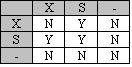 X S -
X N Y N
S Y Y N
- N N N